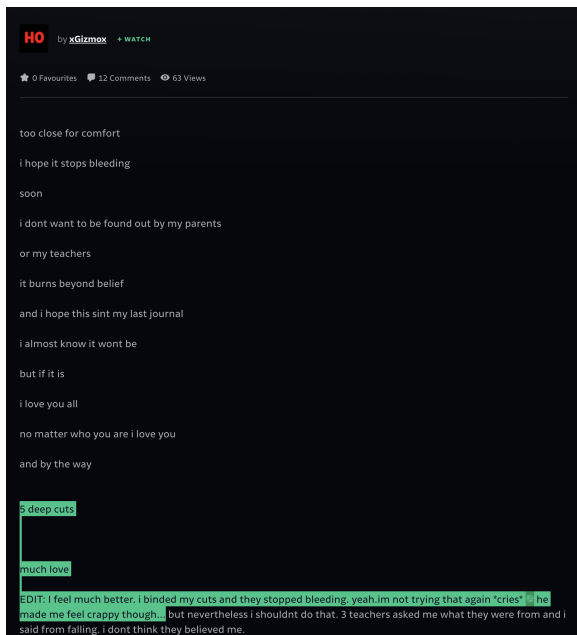 HO
by xGizmox + WATCH
0 Favourites 12 Comments 63 Views
too close for comfort
i hope it stops bleeding
soon
i dont want to be found out by my parents
or my teachers
it burns beyond belief
and i hope this sint my last journal
i almost know it wont be
but if it is
i love you all
no matter who you are i love you
and by the way
5 deep cuts
much love
EDIT: I feel much better. i binded my cuts and they stopped bleeding. yeah.im not trying that again *cries* he
made me feel crappy though... but nevertheless i shouldnt do that. 3 teachers asked me what they were from and i
said from falling. i dont think they believed me.